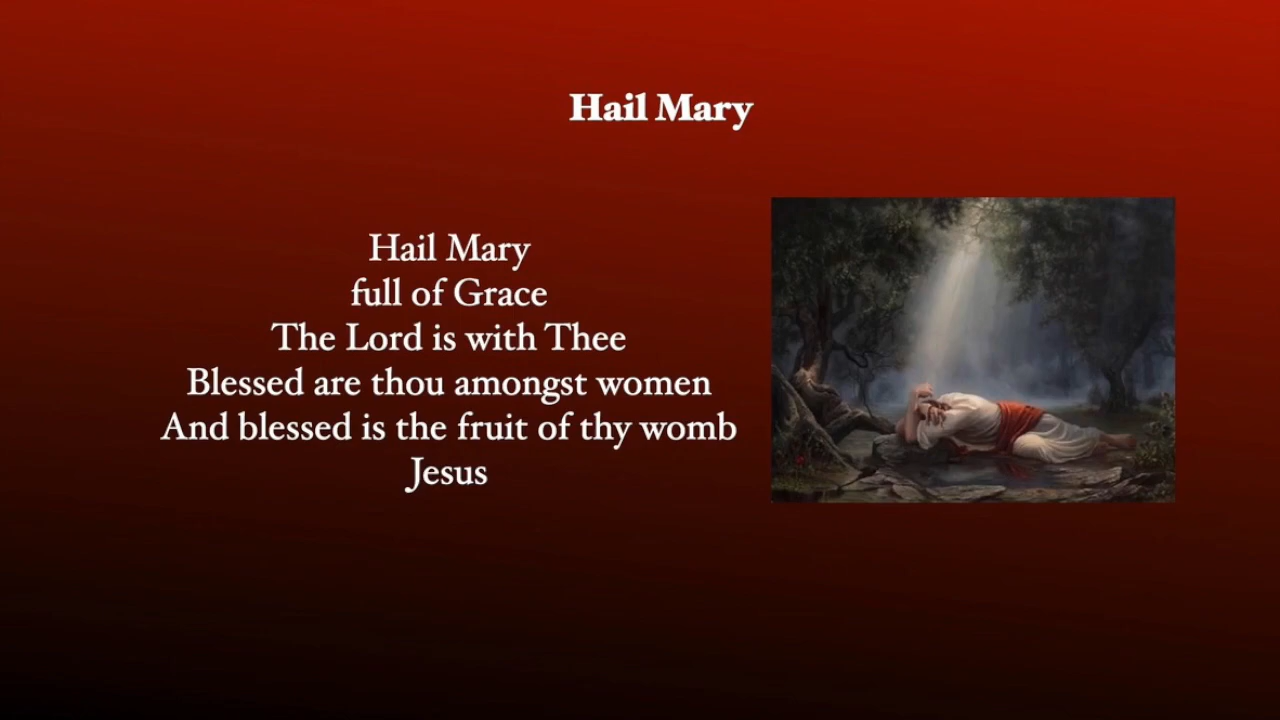 Hail Mary
Hail Mary
full of Grace
The Lord is with Thee
Blessed are thou amongst women
And blessed is the fruit of thy womb
Jesus